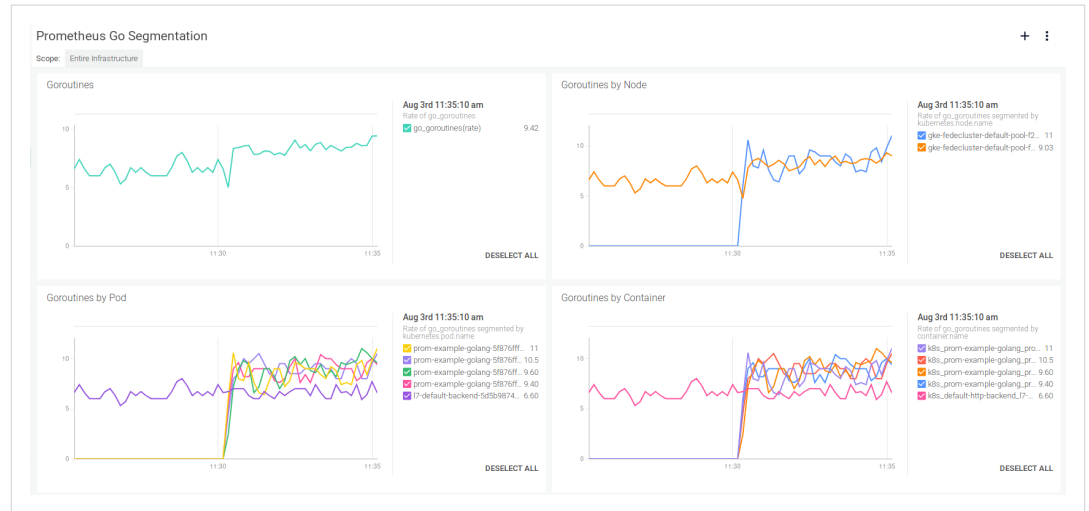 Prometheus Go Segmentation
Scope: Entire Infrastructure
Goroutines
10
5
0
11:30
11:35
Aug 3rd 11:35:10 am
Rate of go_goroutines
go_goroutines(rate) 9.42
DESELECT ALL
Goroutines by Node
10
5
0
11:30
11:35
Aug 3rd 11:35:10 am
Rate of go_goroutines segmented by
kubernetes.node.name
gke-fedecluster-default-pool-f2... 11
gke-fedecluster-default-pool-f... 9.03
DESELECT ALL
Goroutines by Pod
10
5
0
11:30
11:35
Aug 3rd 11:35:10 am
Rate of go_goroutines segmented by
kubernetes.pod.name
prom-example-golang-5f876fff... 11
prom-example-golang-5f876ff... 10.5
prom-example-golang-5f876ff... 9.60
prom-example-golang-5f876ff... 9.40
l7-default-backend-5d5b9874... 6.60
DESELECT ALL
Goroutines by Container
10
5
0
11:30
11:35
Aug 3rd 11:35:10 am
Rate of go_goroutines segmented by
container.name
k8s_prom-example-golang_pro... 11
k8s_prom-example-golang_pr... 10.5
k8s_prom-example-golang_pr... 9.60
k8s_prom-example-golang_pr... 9.40
k8s_default-http-backend_l7-... 6.60
DESELECT ALL